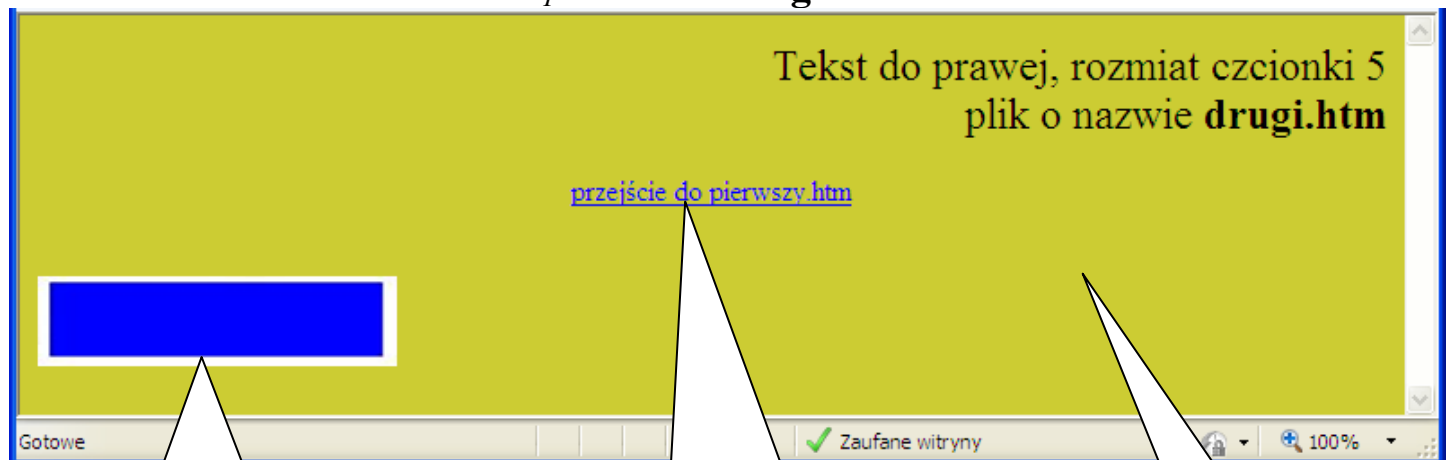 Tekst do prawej, rozmiat czcionki 5
plik o nazwie drugi.htm
przejście do pierwszy.htm
Gotowe
Zaufane witryny
100%